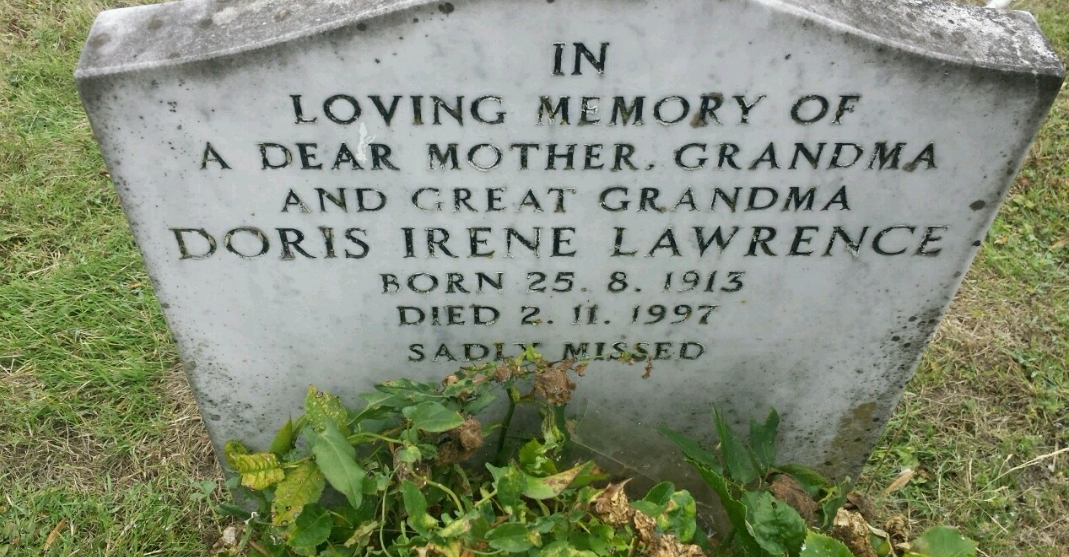 IN
LOVING MEMORY OF
A DEAR MOTHER, GRANDMA
AND GREAT GRANDMA
DORIS IRENE LAWRENCE
BORN 25. 8. 1913
DIED 2. 11. 1997
SADLY MISSED